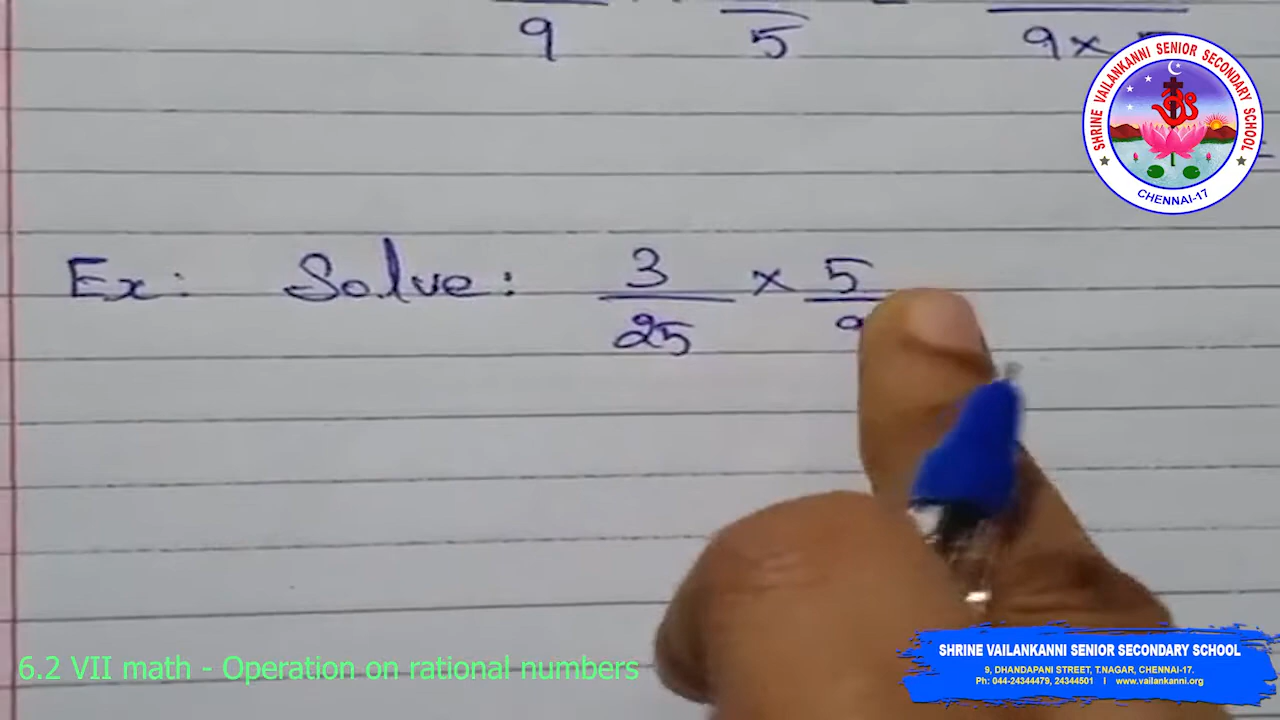 9 5 9 ×
SHRINE VAILANKANNI SENIOR SECONDARY SCHOOL
CHENNAI-17
Ex: Solve: 3/25 × 5/
6.2 VII math - Operation on rational numbers
SHRINE VAILANKANNI SENIOR SECONDARY SCHOOL
9, DHANDAPANI STREET, T.NAGAR, CHENNAI-17.
Ph: 044-24344479, 24344501 I www.vailankanni.org